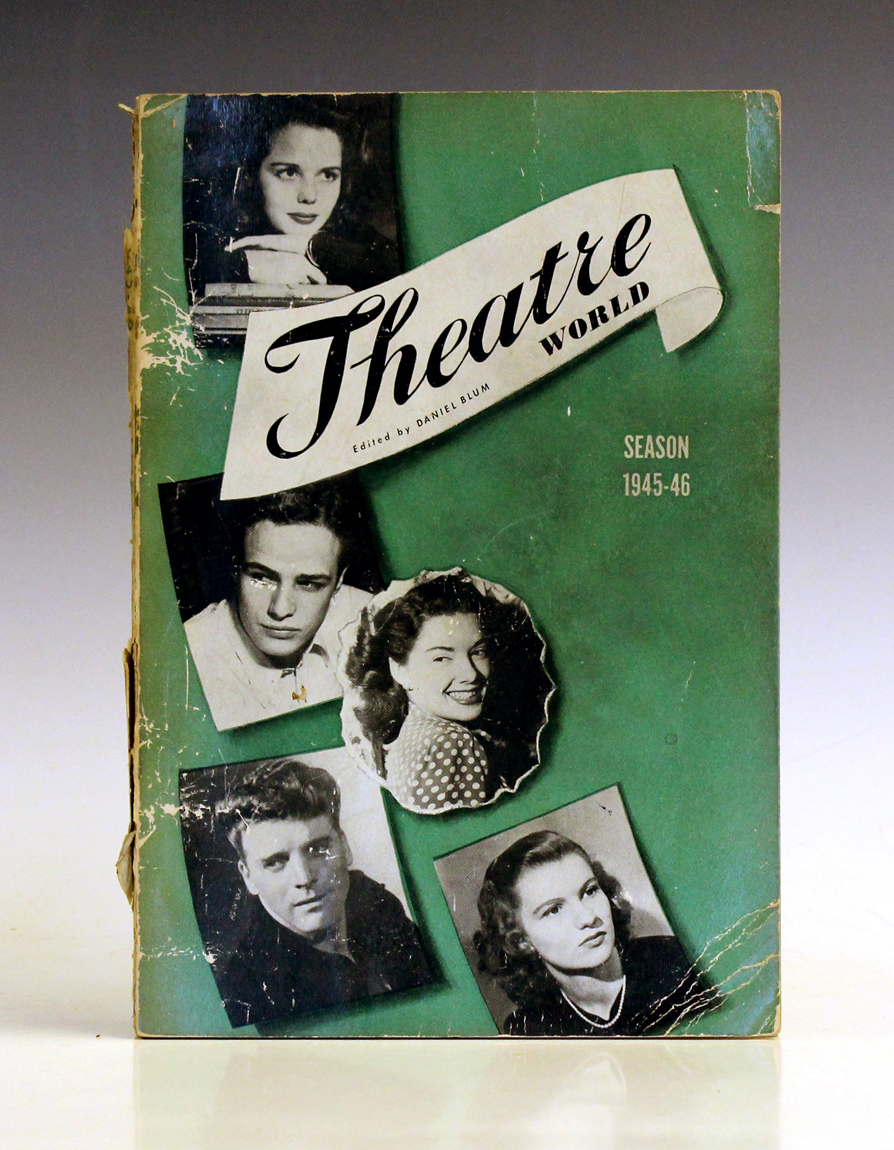 Theatre
WORLD
Edited by DANIEL BLUM
SEASON
1945-46